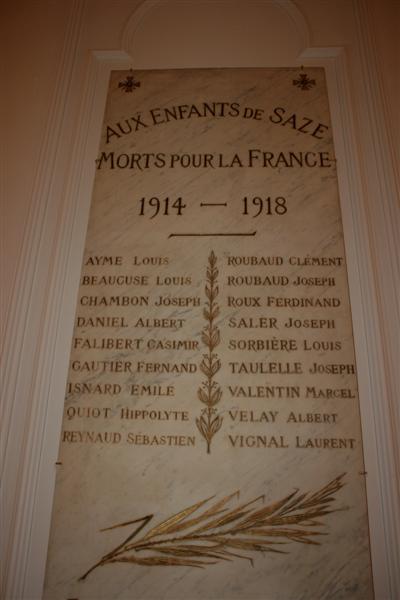 AUX ENFANTS DE SAZE
MORTS POUR LA FRANCE
1914 — 1918
AYME LOUIS
BEAUCUSE LOUIS
CHAMBON JOSEPH
DANIEL ALBERT
FALIBERT CASIMIR
GAUTIER FERNAND
ISNARD EMILE
QUIOT HIPPOLYTE
REYNAUD SÉBASTIEN
ROUBAUD CLÉMENT
ROUBAUD JOSEPH
ROUX FERDINAND
SALER JOSEPH
SORBIÈRE LOUIS
TAULELLE JOSEPH
VALENTIN MARCEL
VELAY ALBERT
VIGNAL LAURENT